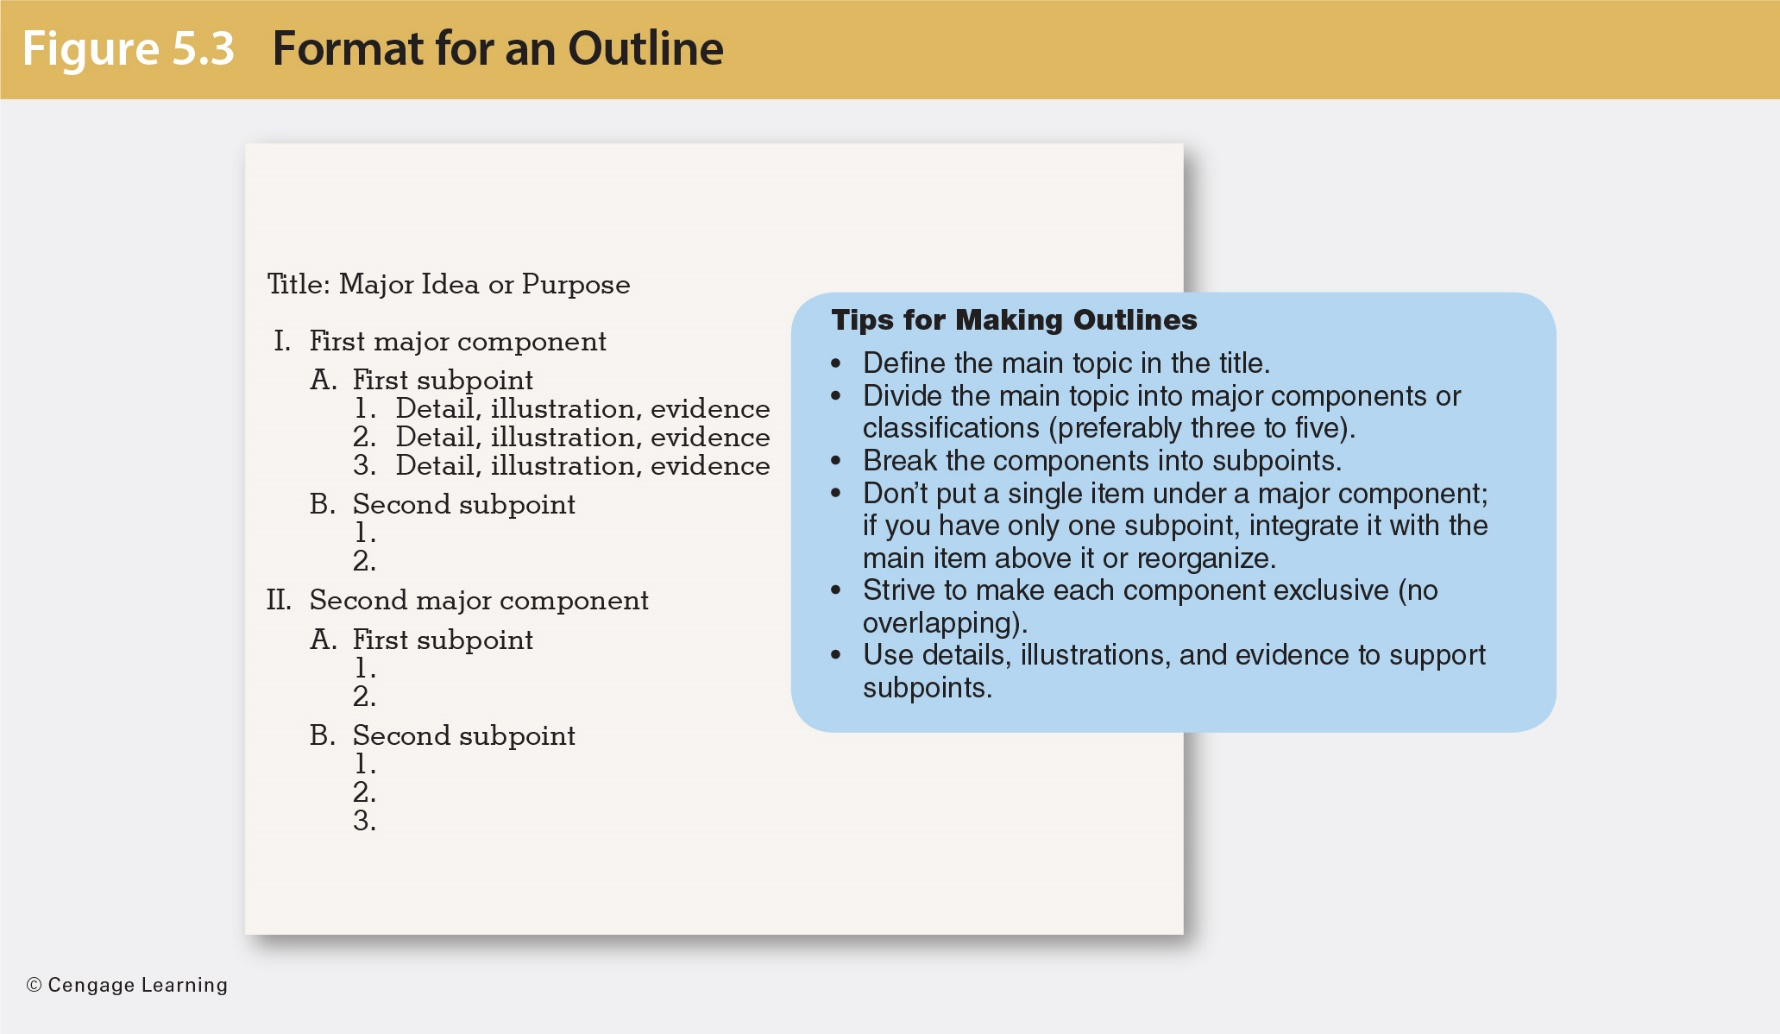 Figure 5.3 Format for an Outline
Title: Major Idea or Purpose
I. First major component
A. First subpoint
1. Detail, illustration, evidence
2. Detail, illustration, evidence
3. Detail, illustration, evidence
B. Second subpoint
1.
2.
II. Second major component
A. First subpoint
1.
2.
B. Second subpoint
1.
2.
3.
Tips for Making Outlines
• Define the main topic in the title.
• Divide the main topic into major components or
classifications (preferably three to five).
• Break the components into subpoints.
• Don’t put a single item under a major component;
if you have only one subpoint, integrate it with the
main item above it or reorganize.
• Strive to make each component exclusive (no
overlapping).
• Use details, illustrations, and evidence to support
subpoints.
© Cengage Learning